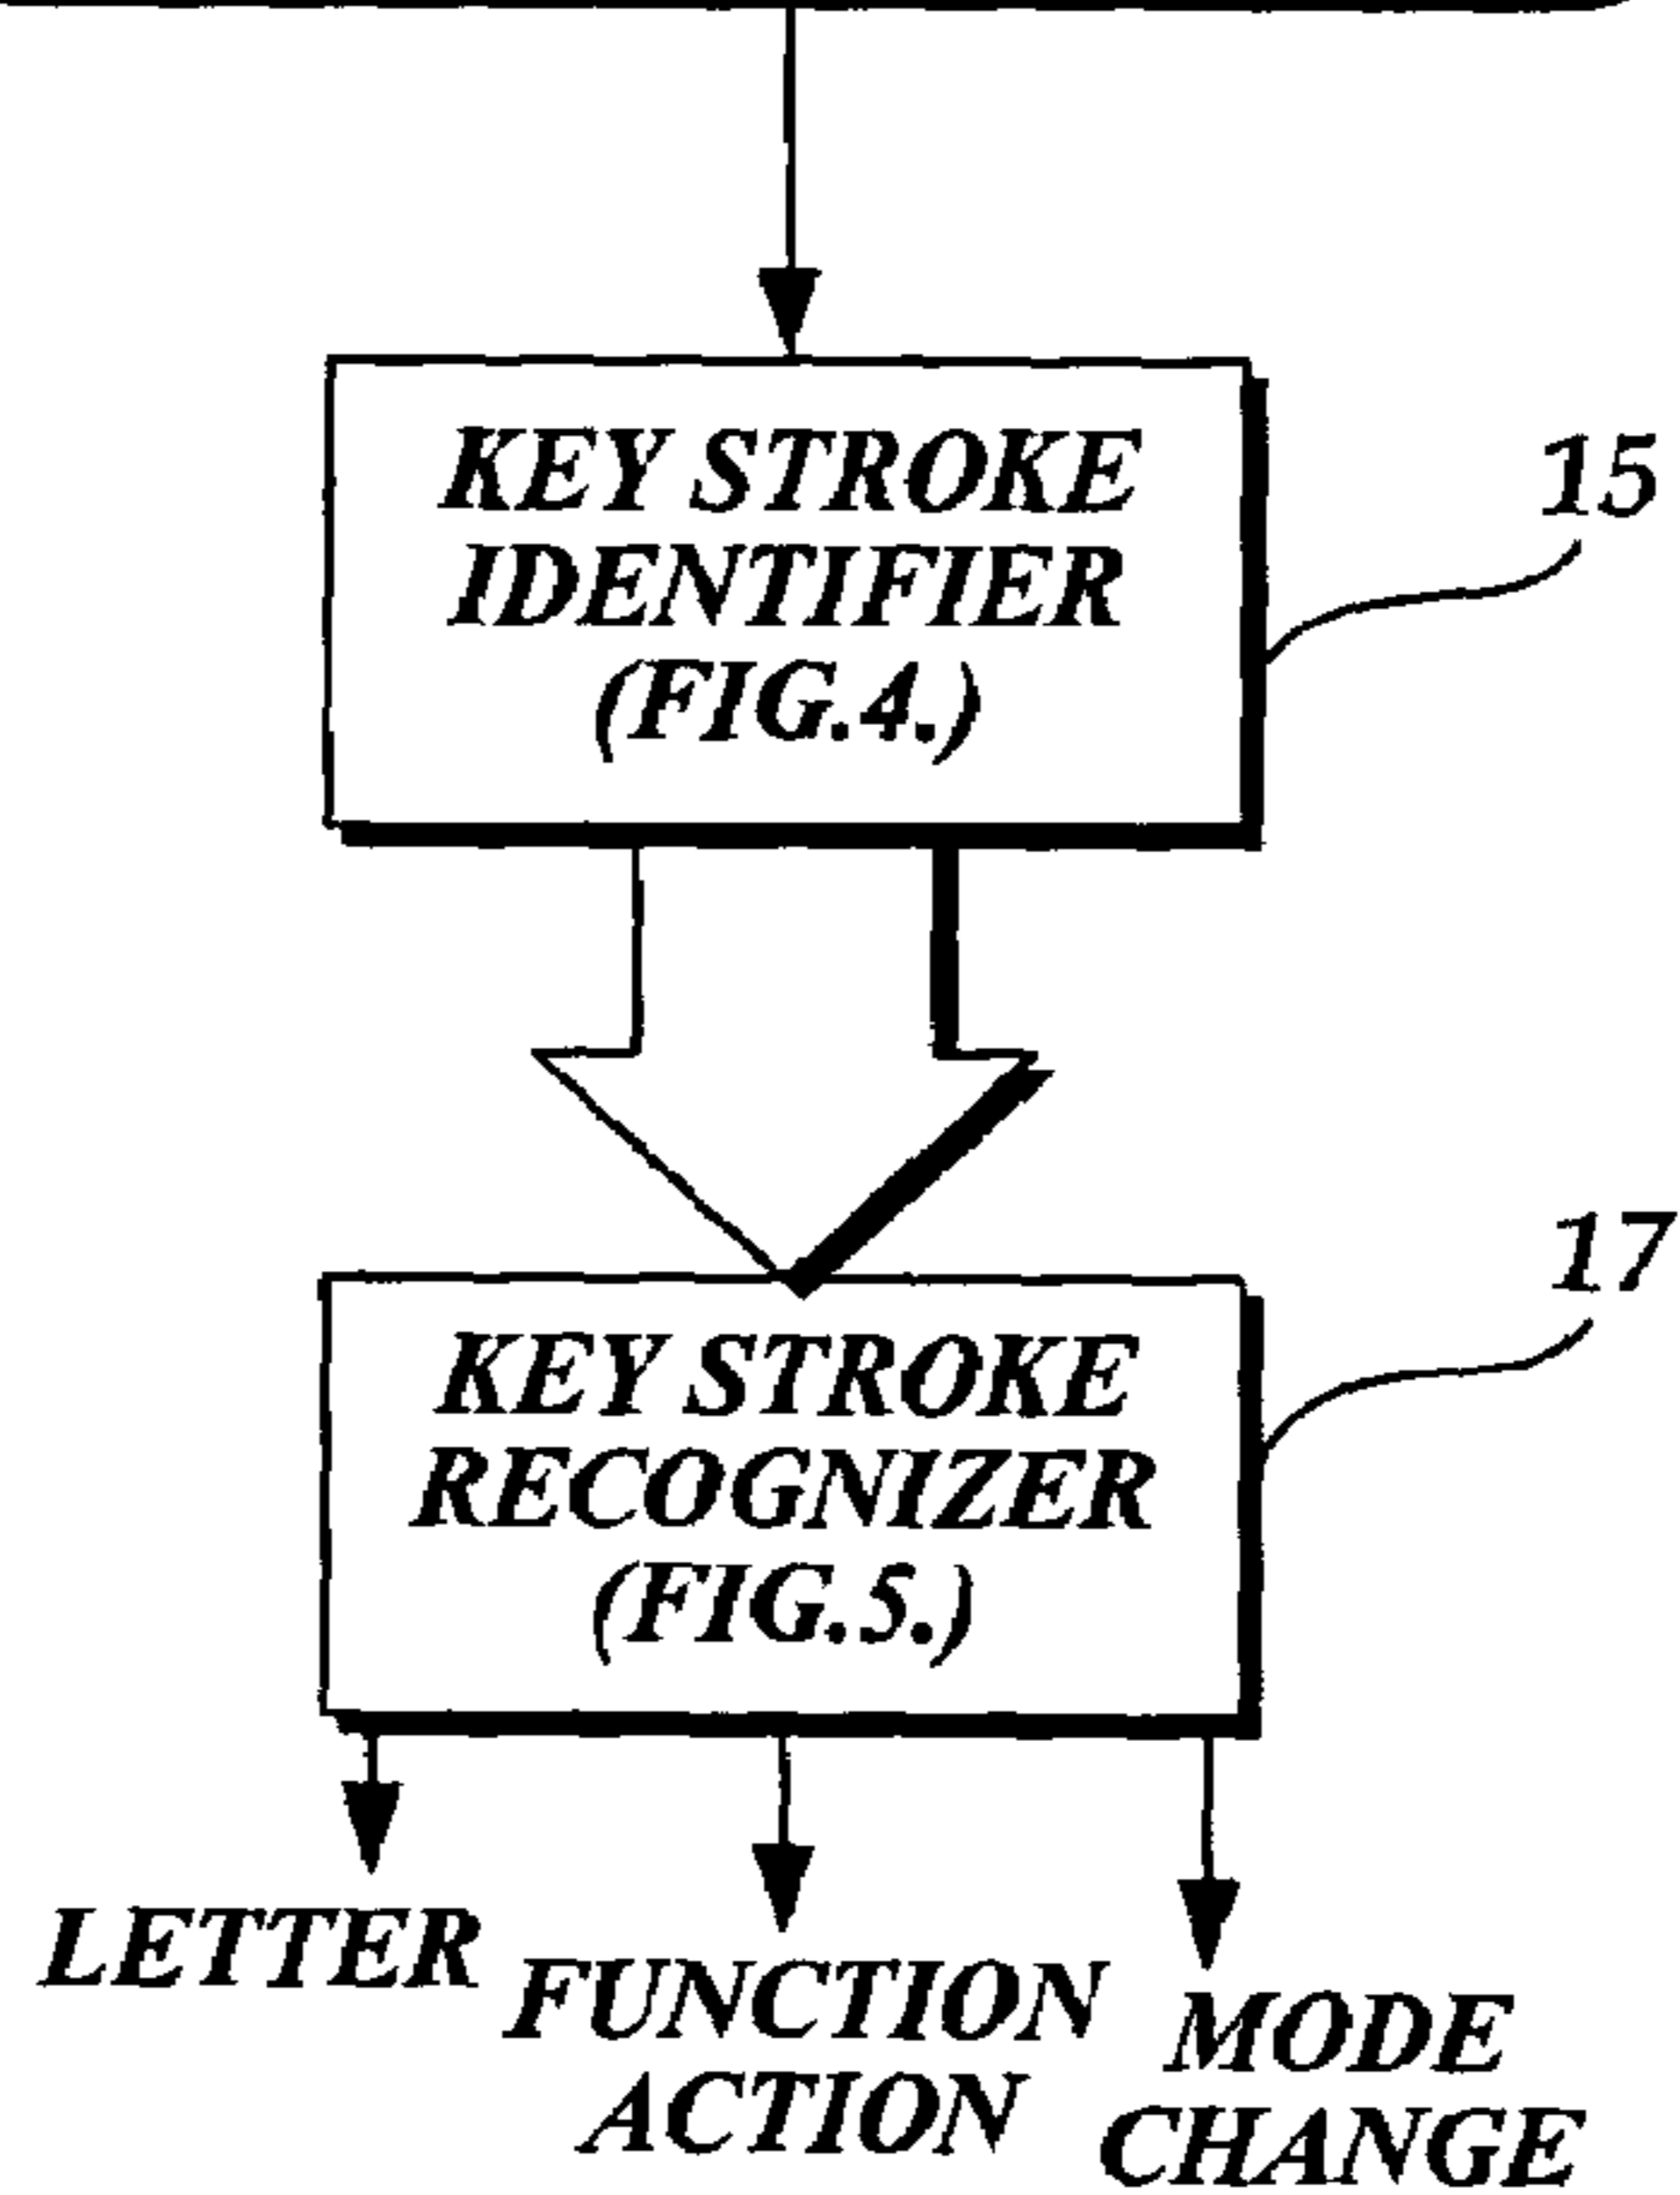 KEY STROKE
IDENTIFIER
(FIG.4.)
15
KEY STROKE
RECOGNIZER
(FIG.5.)
17
LETTER
FUNCTION
ACTION
MODE
CHANGE